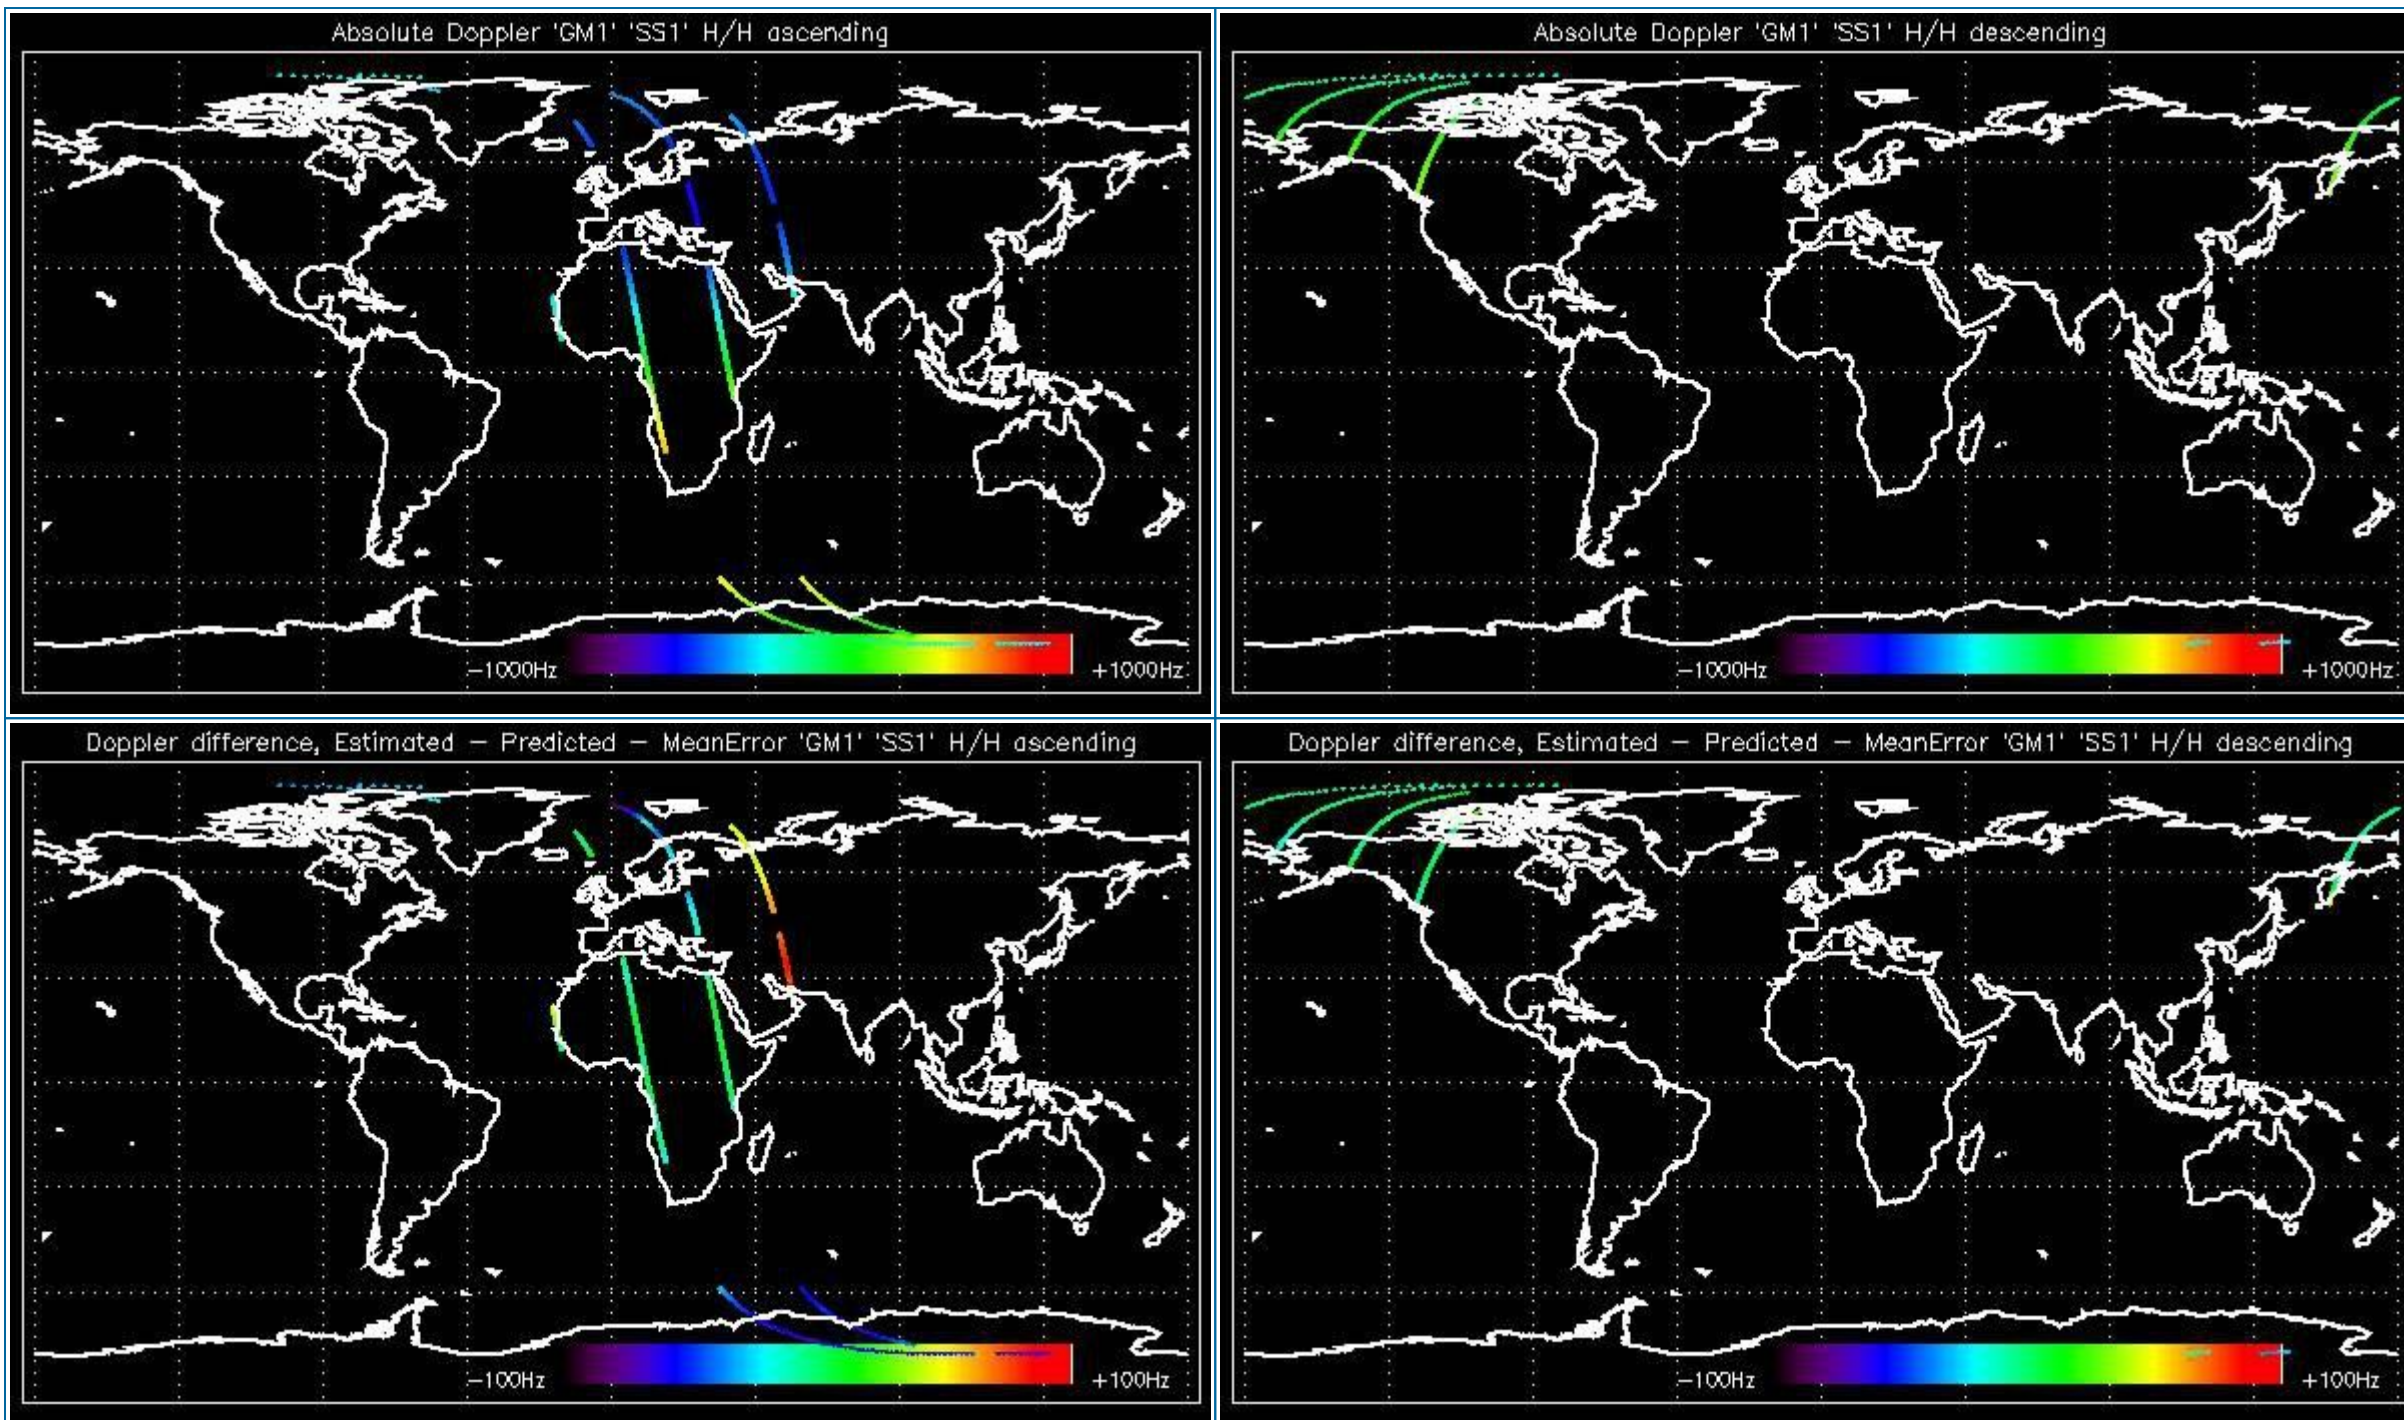 Absolute Doppler 'GM1' 'SS1' H/H ascending
−1000Hz
+1000Hz
Absolute Doppler 'GM1' 'SS1' H/H descending
−1000Hz
+1000Hz
Doppler difference, Estimated − Predicted − MeanError 'GM1' 'SS1' H/H ascending
−100Hz
+100Hz
Doppler difference, Estimated − Predicted − MeanError 'GM1' 'SS1' H/H descending
−100Hz
+100Hz